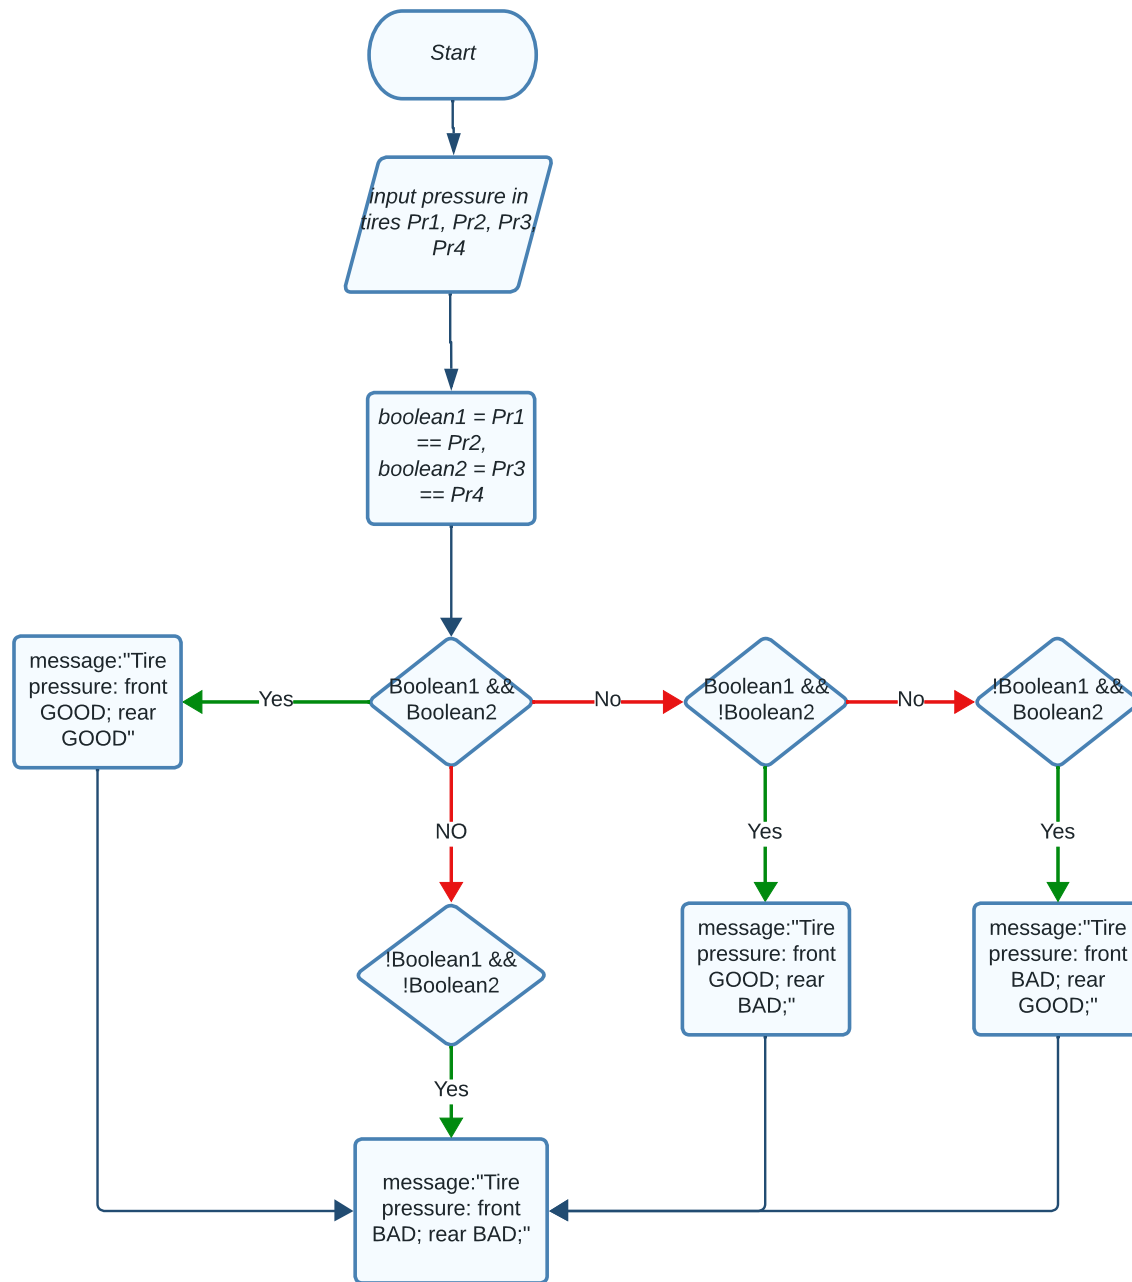 Start
input pressure in
tires Pr1, Pr2, Pr3,
Pr4
boolean1 = Pr1
== Pr2,
boolean2 = Pr3
== Pr4
message:"Tire
pressure: front
GOOD; rear
GOOD"
Yes
Boolean1 &&
Boolean2
No
Boolean1 &&
!Boolean2
No
!Boolean1 &&
Boolean2
NO
Yes
Yes
!Boolean1 &&
!Boolean2
message:"Tire
pressure: front
GOOD; rear
BAD;"
message:"Tire
pressure: front
BAD; rear
GOOD;"
Yes
message:"Tire
pressure: front
BAD; rear BAD;"